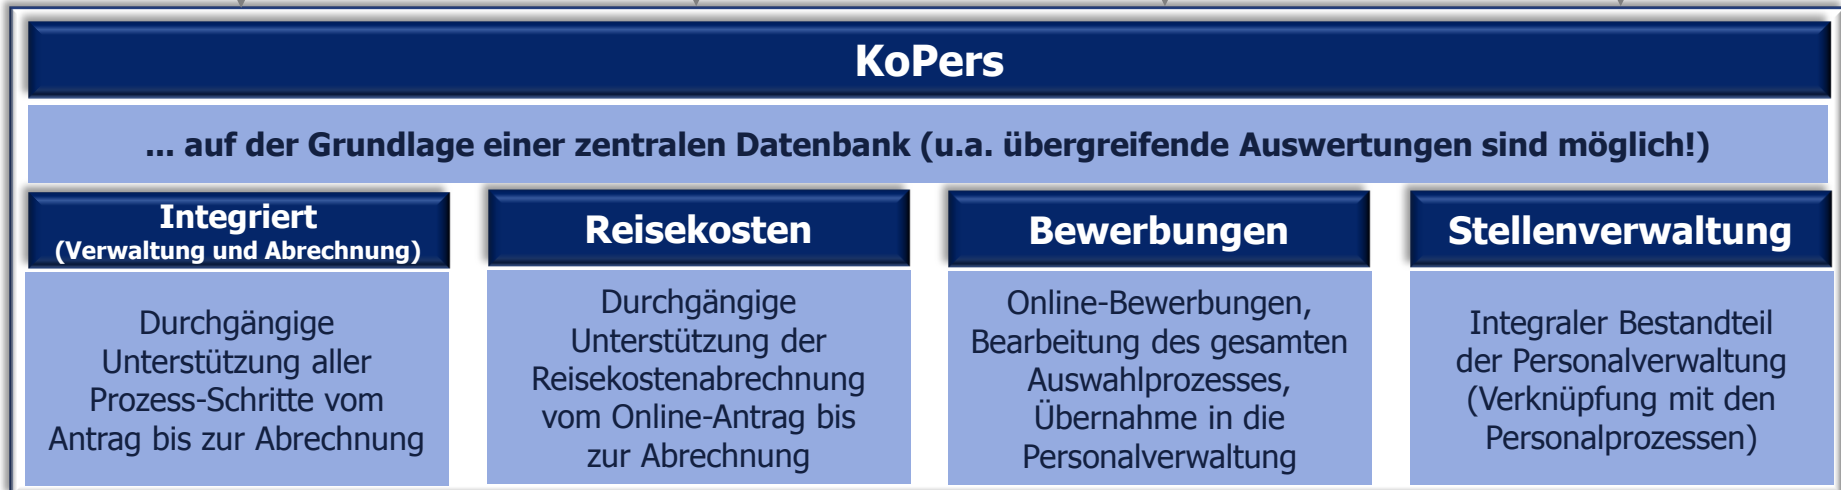 KoPers
... auf der Grundlage einer zentralen Datenbank (u.a. übergreifende Auswertungen sind möglich!)
Integriert
(Verwaltung und Abrechnung)
Durchgängige
Unterstützung aller
Prozess-Schritte vom
Antrag bis zur Abrechnung
Reisekosten
Durchgängige
Unterstützung der
Reisekostenabrechnung
vom Online-Antrag bis
zur Abrechnung
Bewerbungen
Online-Bewerbungen,
Bearbeitung des gesamten
Auswahlprozesses,
Übernahme in die
Personalverwaltung
Stellenverwaltung
Integraler Bestandteil
der Personalverwaltung
(Verknüpfung mit den
Personalprozessen)